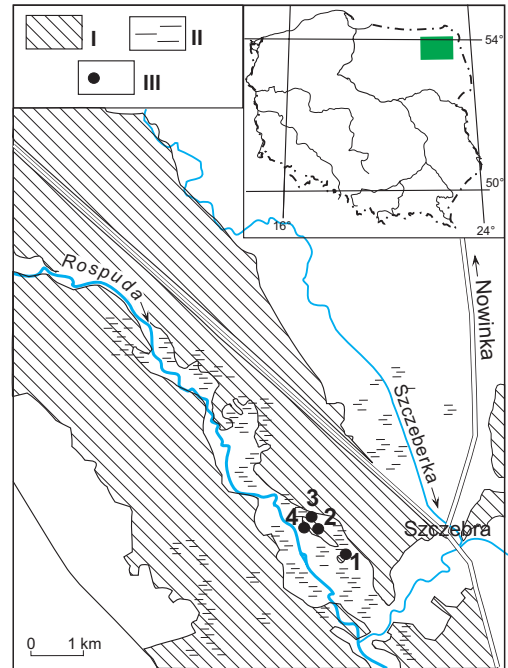 I
II
III
54°
50°
16°
24°
Rospuda
Nowinka
Szczeberka
Szczebra
3
4
2
1
0 1 km